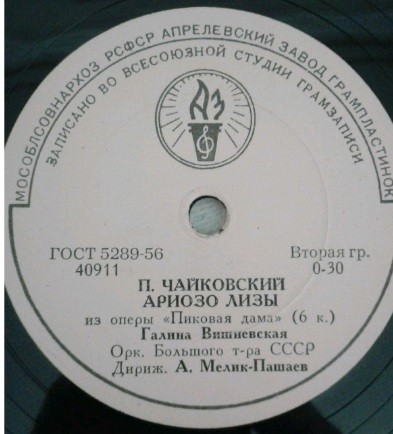 МОСОБЛСОВНАРХОЗ РСФСР АПРЕЛЕВСКИЙ ЗАВОД ГРАМПЛАСТИНОК
ЗАПИСАНО ВО ВСЕСОЮЗНОЙ СТУДИИ ГРАМЗАПИСИ
АЗ
ГОСТ 5289-56 Вторая гр.
40911 0-30
П. ЧАЙКОВСКИЙ
АРИОЗО ЛИЗЫ
из оперы «Пиковая дама» (6 к.)
Галина Вишневская
Орк. Большого т-ра СССР
Дириж. А. Мелик-Пашаев